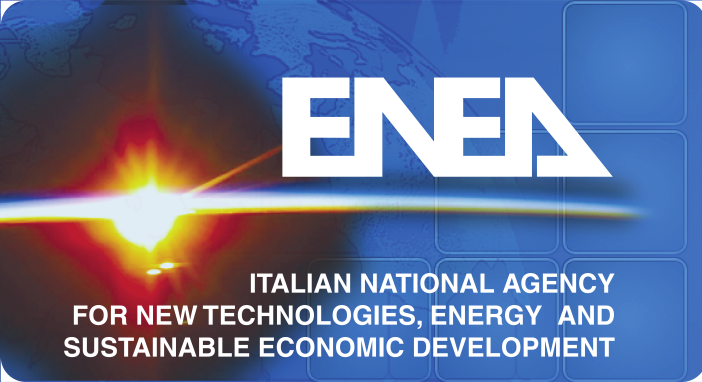 ENEA
ITALIAN NATIONAL AGENCY
FOR NEW TECHNOLOGIES, ENERGY AND
SUSTAINABLE ECONOMIC DEVELOPMENT